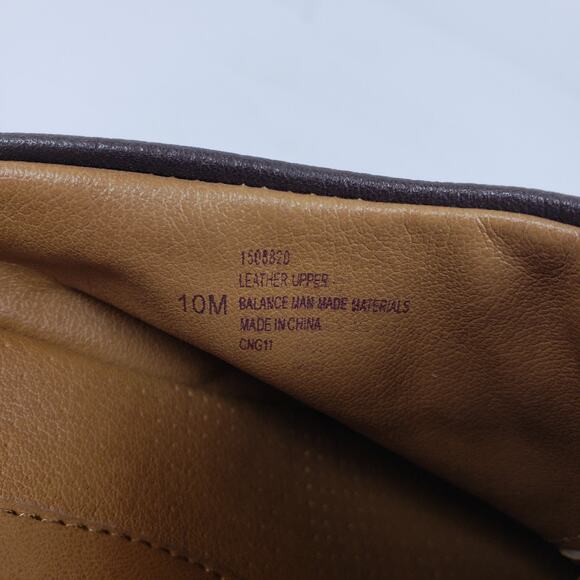 1506820
LEATHER UPPER
10M BALANCE MAN MADE MATERIALS
MADE IN CHINA
CNG11